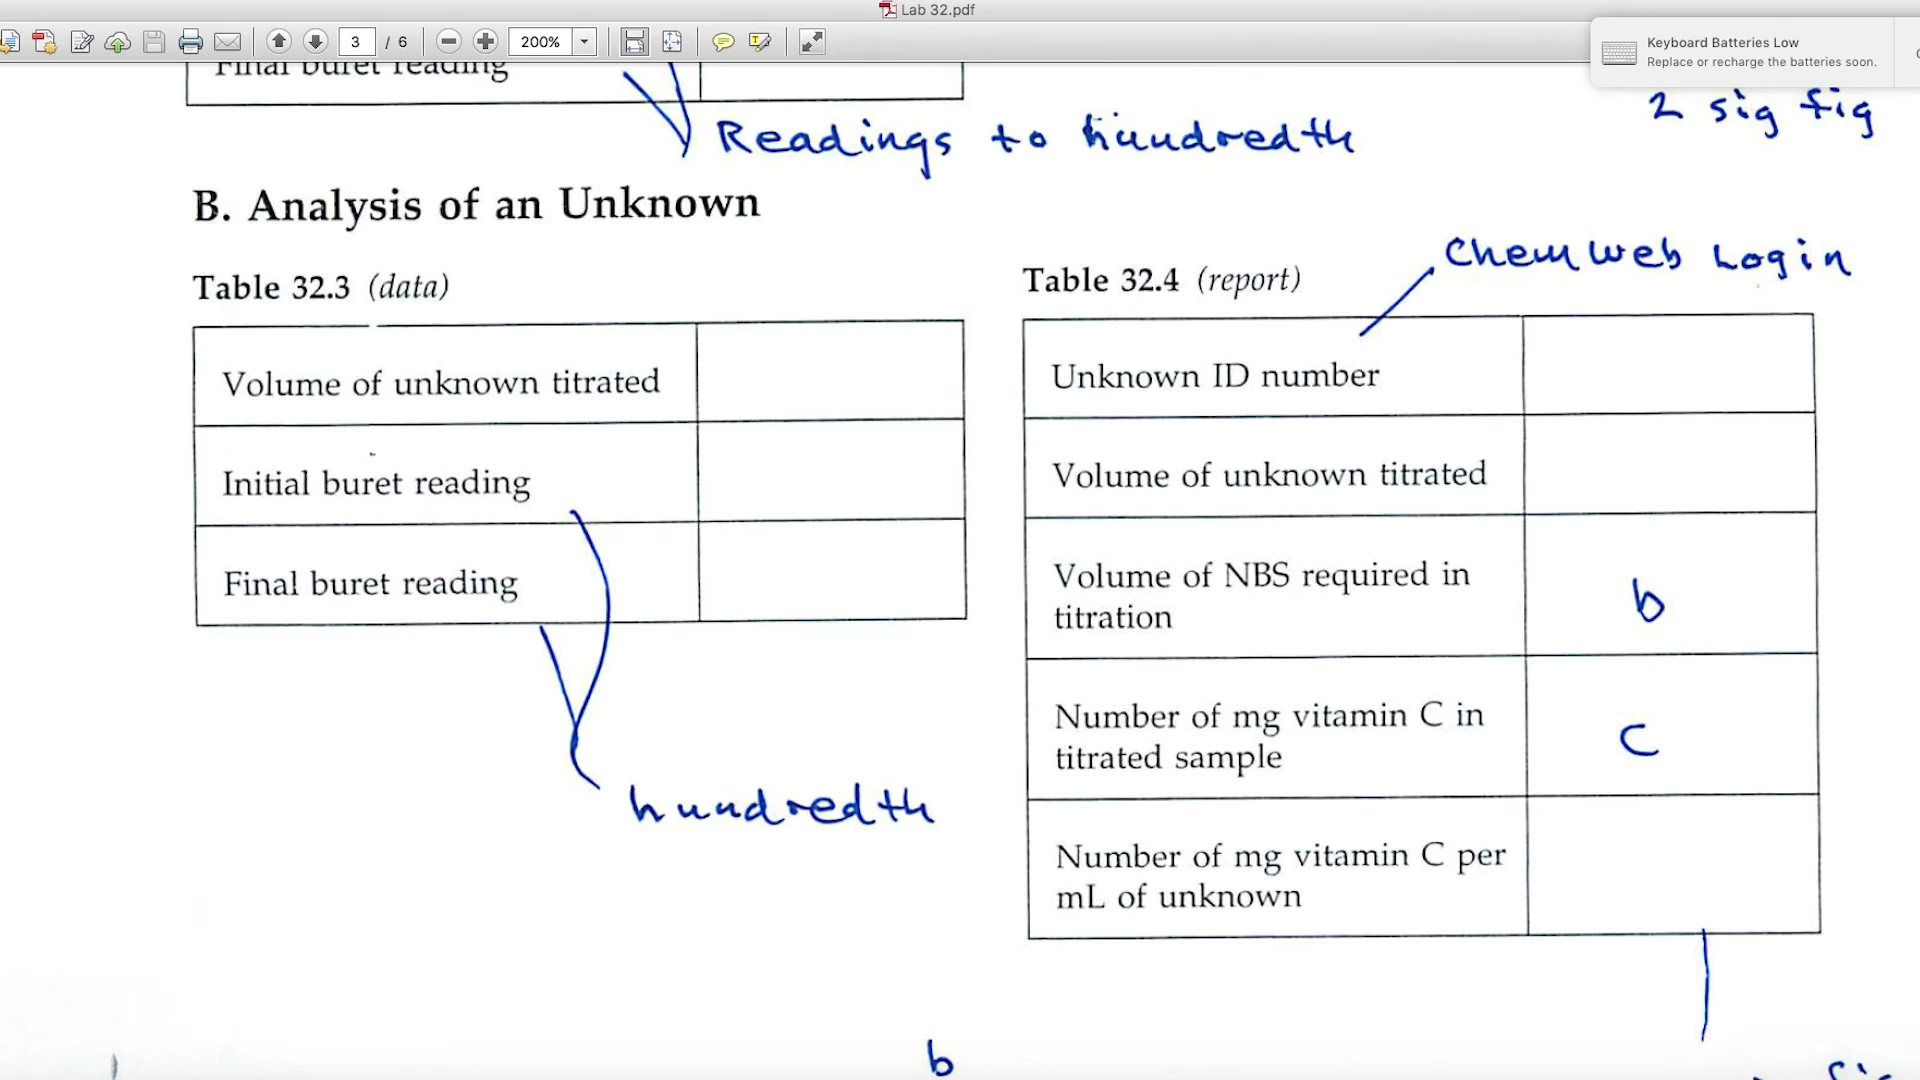 Lab 32.pdf
3 / 6
200%
Keyboard Batteries Low
Replace or recharge the batteries soon.
Final buret reading
2 sig fig
Readings to hundredth
B. Analysis of an Unknown
Chemweb Login
Table 32.3 (data)
Volume of unknown titrated
Initial buret reading
Final buret reading
hundredth
Table 32.4 (report)
Unknown ID number
Volume of unknown titrated
Volume of NBS required in
titration
b
Number of mg vitamin C in
titrated sample
C
Number of mg vitamin C per
mL of unknown
b